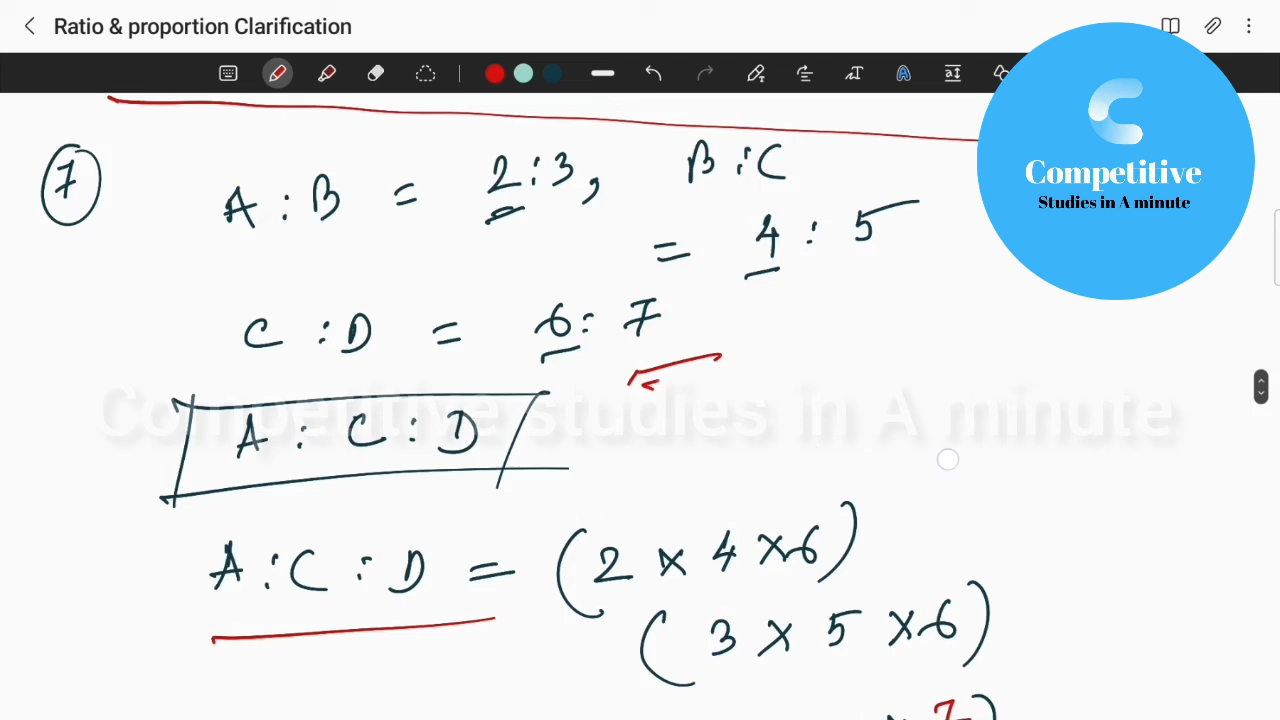 Ratio & proportion Clarification
Competitive
Studies in A minute
7
A : B = 2 : 3, B : C
= 4 : 5
C : D = 6 : 7
Competitive studies in A minute
A : C : D
A : C : D = (2 × 4 × 6)
(3 × 5 × 6)
× 7)